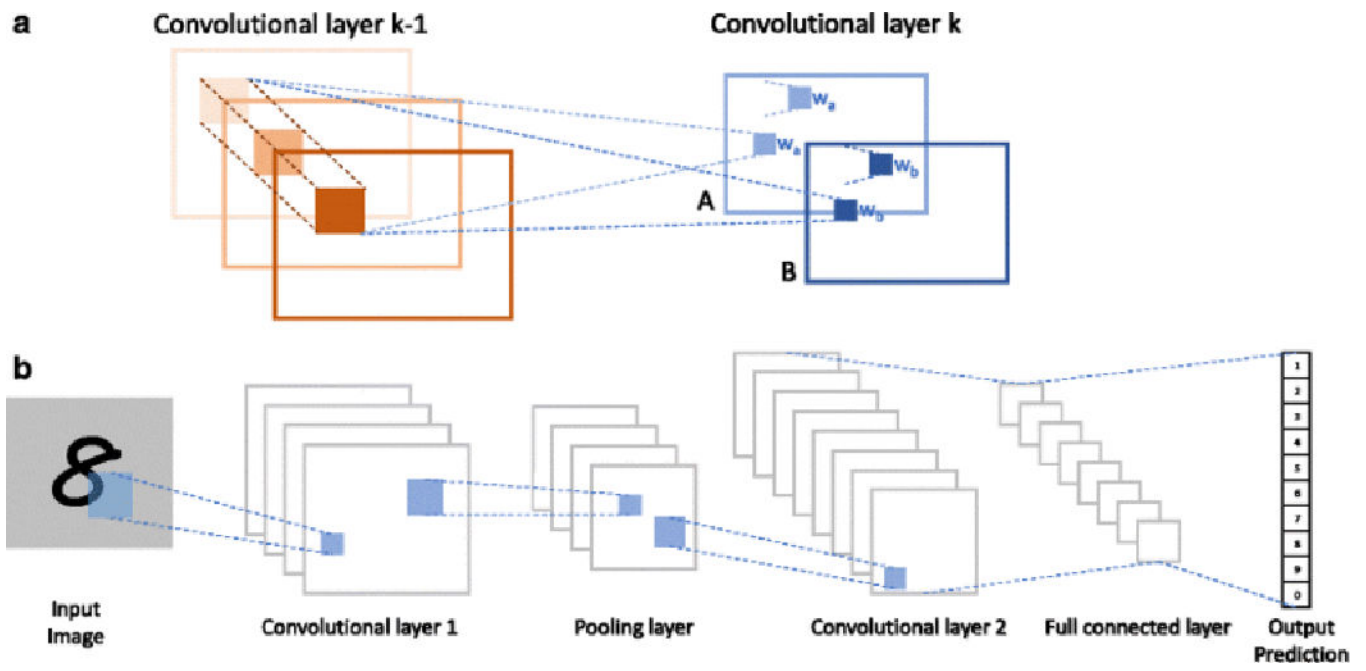 a
Convolutional layer k-1
Convolutional layer k
Wa
Wa
Wb
A
Wb
B
b
8
1
2
3
4
5
6
7
8
9
0
Input
Image
Convolutional layer 1
Pooling layer
Convolutional layer 2
Full connected layer
Output
Prediction